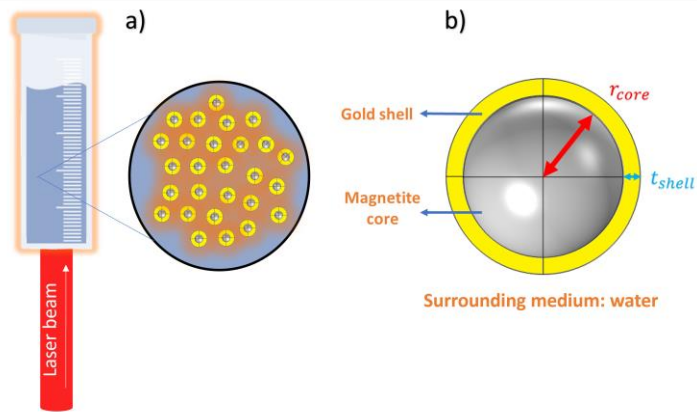 a)
Laser beam
b)
Gold shell
Magnetite
core
r_core
t_shell
Surrounding medium: water